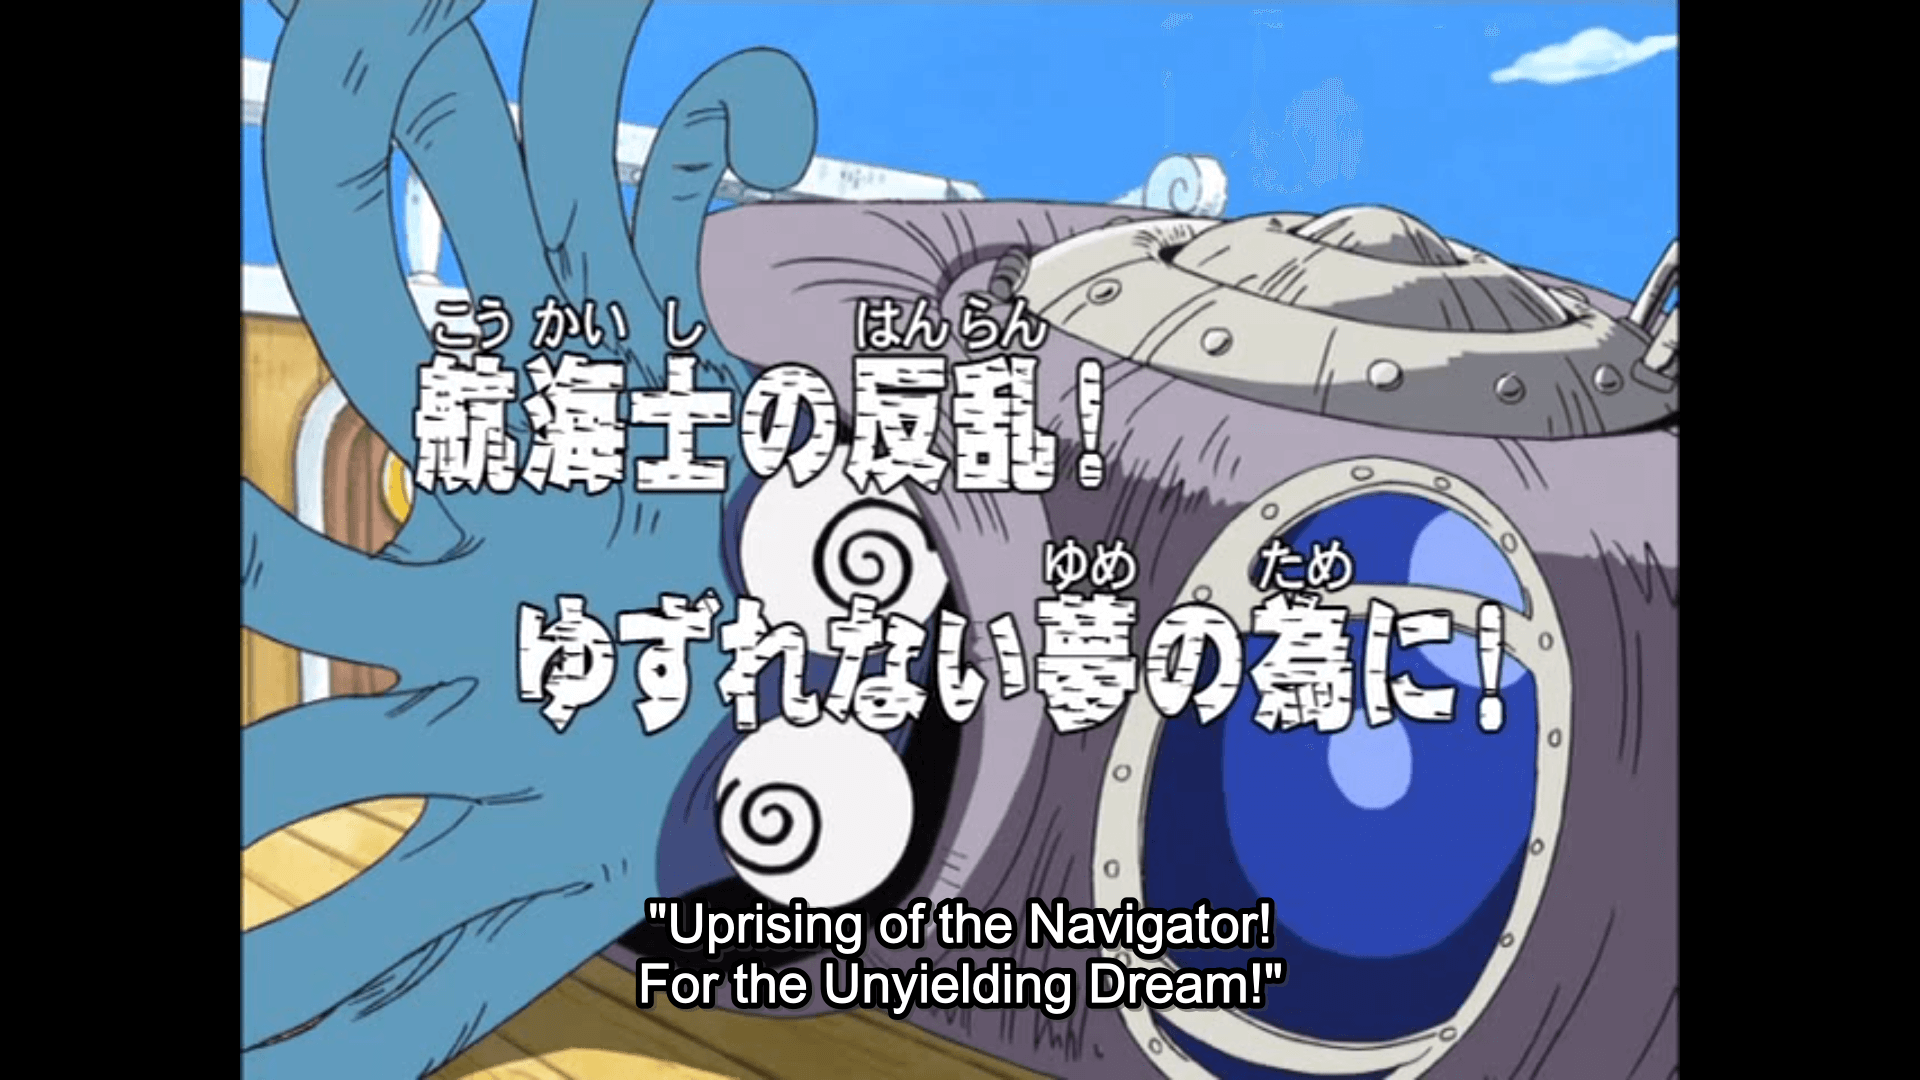 こうかいし はんらん
航海士の反乱!
ゆめ ため
ゆずれない夢の為に!
"Uprising of the Navigator!
For the Unyielding Dream!"